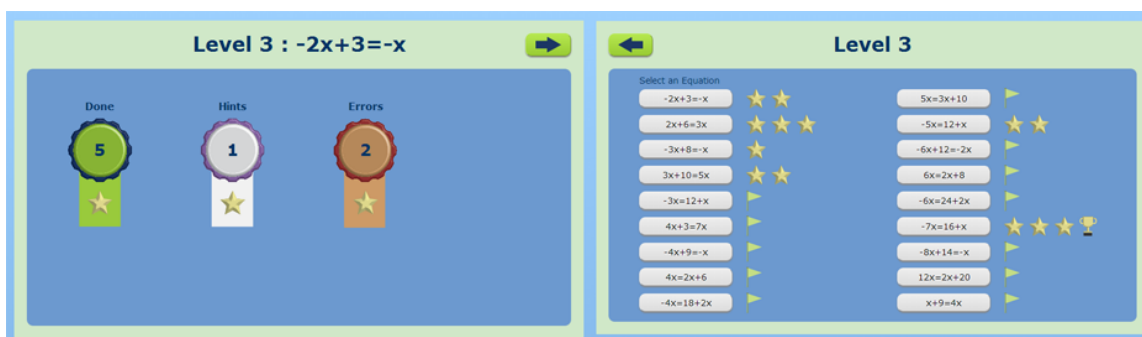 Level 3 : -2x+3=-x
Done Hints Errors
5 1 2
Level 3
Select an Equation
-2x+3=-x
2x+6=3x
-3x+8=-x
3x+10=5x
-3x=12+x
4x+3=7x
-4x+9=-x
4x=2x+6
-4x=18+2x
5x=3x+10
-5x=12+x
-6x+12=-2x
6x=2x+8
-6x=24+2x
-7x=16+x
-8x+14=-x
12x=2x+20
x+9=4x